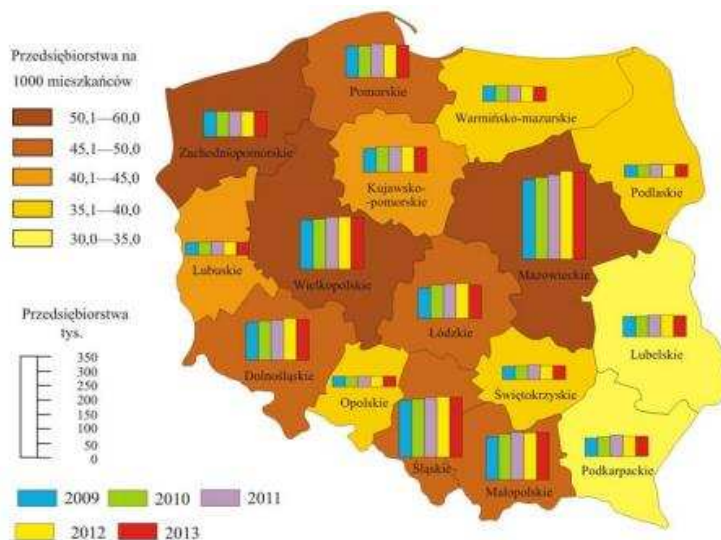 Przedsiębiorstwa na
1000 mieszkańców
50,1—60,0
45,1—50,0
40,1—45,0
35,1—40,0
30,0—35,0
Przedsiębiorstwa
tys.
350
300
250
200
150
100
50
0
2009
2010
2011
2012
2013
Pomorskie
Warmińsko-mazurskie
Zachodniopomorskie
Kujawsko-
-pomorskie
Podlaskie
Lubuskie
Wielkopolskie
Mazowieckie
Łódzkie
Dolnośląskie
Lubelskie
Opolskie
Świętokrzyskie
Śląskie
Małopolskie
Podkarpackie